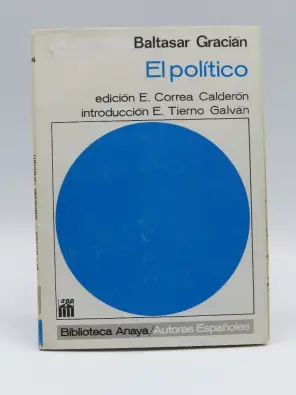 Baltasar Gracián
El político
edición E. Correa Calderón
introducción E. Tierno Galván
Biblioteca Anaya/Autores Españoles